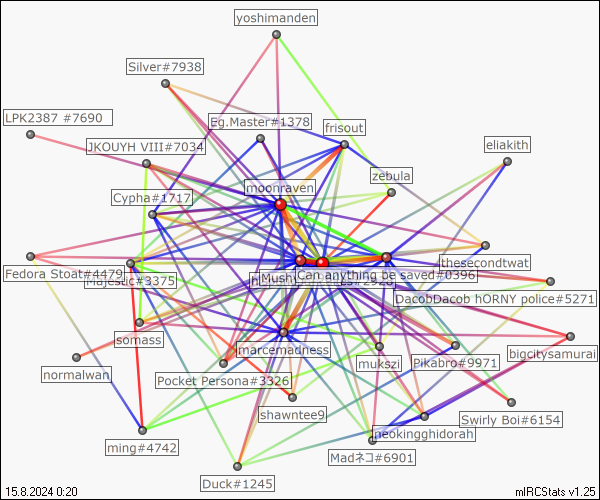 yoshimanden
Silver#7938
LPK2387 #7690
Eg.Master#1378
frisout
JKOUYH VIII#7034
eliakith
zebula
moonraven
Cypha#1717
thesecondtwat
Fedora Stoat#4479
Majestic#3375
Mush
Can anything be saved#0396
DacobDacob hORNY police#5271
somass
marcemadness
bigcitysamurai
normalwan
Pocket Persona#3326
mukszi
Pikabro#9971
shawntee9
Swirly Boi#6154
neokingghidorah
ming#4742
Madネコ#6901
Duck#1245
15.8.2024 0:20
mIRCStats v1.25